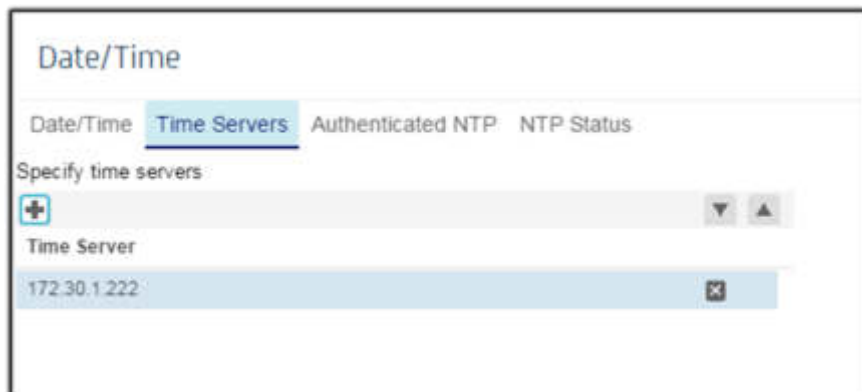 Date/Time
Date/Time Time Servers Authenticated NTP NTP Status
Specify time servers
Time Server
172.30.1.222